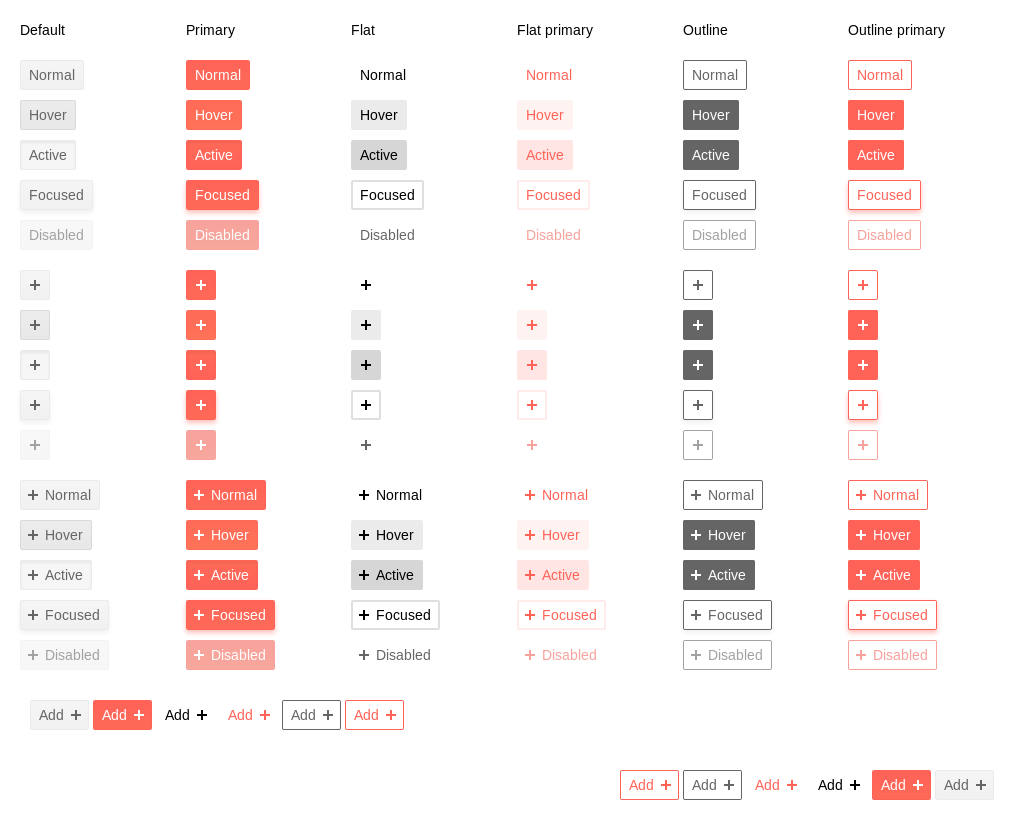 Default Primary Flat Flat primary Outline Outline primary
Normal Normal Normal Normal Normal Normal
Hover Hover Hover Hover Hover Hover
Active Active Active Active Active Active
Focused Focused Focused Focused Focused Focused
Disabled Disabled Disabled Disabled Disabled Disabled
+ + + + + +
+ + + + + +
+ + + + + +
+ + + + + +
+ + + + + +
+ Normal + Normal + Normal + Normal + Normal + Normal
+ Hover + Hover + Hover + Hover + Hover + Hover
+ Active + Active + Active + Active + Active + Active
+ Focused + Focused + Focused + Focused + Focused + Focused
+ Disabled + Disabled + Disabled + Disabled + Disabled + Disabled
Add + Add + Add + Add + Add + Add +
Add + Add + Add + Add + Add + Add +